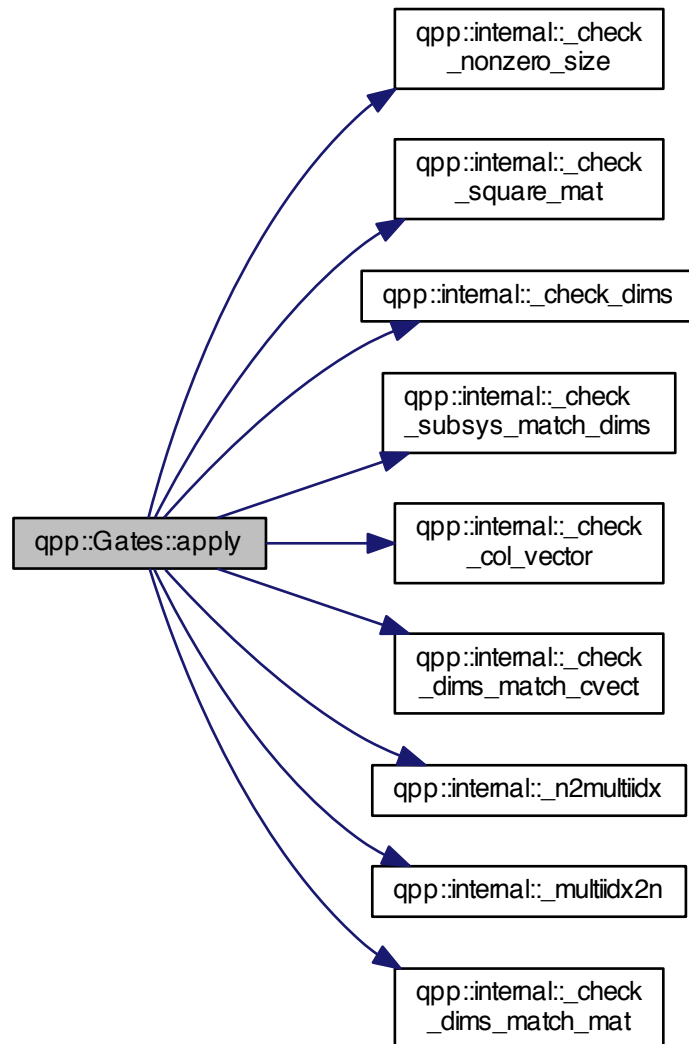 qpp::internal::_check
_nonzero_size
qpp::internal::_check
_square_mat
qpp::internal::_check_dims
qpp::internal::_check
_subsys_match_dims
qpp::Gates::apply
qpp::internal::_check
_col_vector
qpp::internal::_check
_dims_match_cvect
qpp::internal::_n2multiidx
qpp::internal::_multiidx2n
qpp::internal::_check
_dims_match_mat